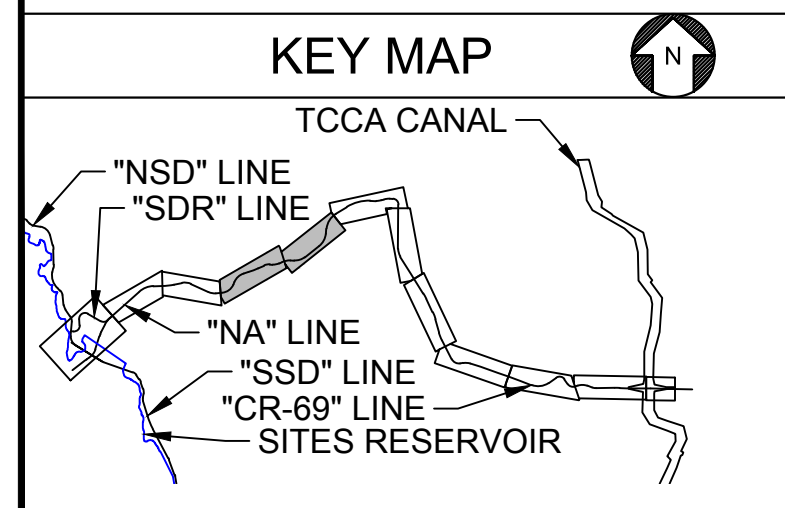 KEY MAP
N
TCCA CANAL
"NSD" LINE
"SDR" LINE
"NA" LINE
"SSD" LINE
"CR-69" LINE
SITES RESERVOIR